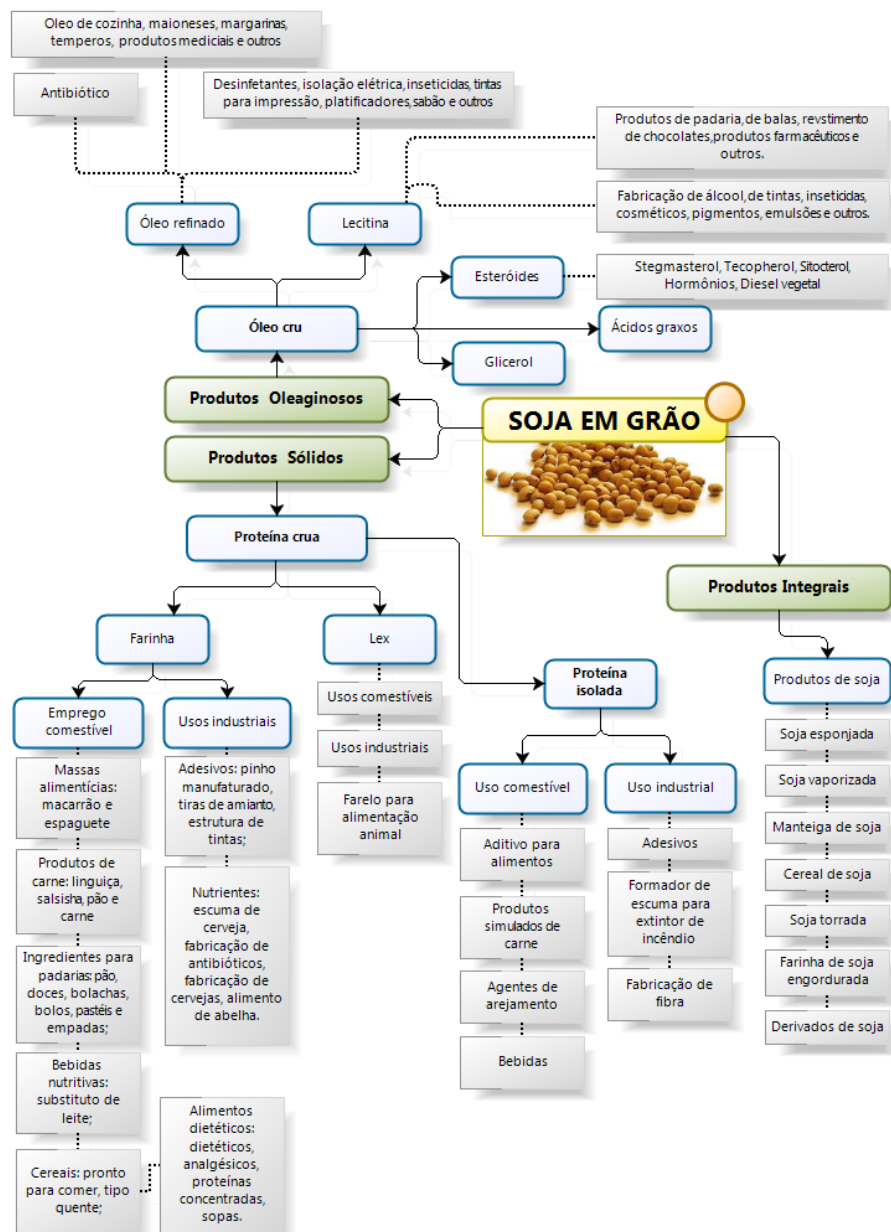 Oleo de cozinha, maioneses, margarinas,
temperos, produtos mediciais e outros
Antibiótico
Desinfetantes, isolação elétrica, inseticidas, tintas
para impressão, platificadores, sabão e outros
Produtos de padaria, de balas, revstimento
de chocolates, produtos farmacêuticos e
outros.
Fabricação de álcool, de tintas, inseticidas,
cosméticos, pigmentos, emulsões e outros.
Óleo refinado
Lecitina
Esteróides
Stegmasterol, Tecopherol, Sitocterol,
Hormônios, Diesel vegetal
Óleo cru
Ácidos graxos
Glicerol
Produtos Oleaginosos
SOJA EM GRÃO
Produtos Sólidos
Proteína crua
Produtos Integrais
Farinha
Lex
Proteína
isolada
Produtos de soja
Emprego
comestível
Usos industriais
Massas
alimentícias:
macarrão e
espaguete
Produtos de
carne: linguiça,
salsisha, pão e
carne
Ingredientes para
padarias: pão,
doces, bolachas,
bolos, pastéis e
empadas;
Bebidas
nutritivas:
substituto de
leite;
Cereais: pronto
para comer, tipo
quente;
Alimentos
dietéticos:
dietéticos,
analgésicos,
proteínas
concentradas,
sopas.
Adesivos: pinho
manufaturado,
tiras de amianto,
estrutura de
tintas;
Nutrientes:
escuma de
cerveja,
fabricação de
antibióticos,
fabricação de
cervejas, alimento
de abelha.
Usos comestíveis
Usos industriais
Farelo para
alimentação
animal
Uso comestível
Aditivo para
alimentos
Produtos
simulados de
carne
Agentes de
arejamento
Bebidas
Uso industrial
Adesivos
Formador de
escuma para
extintor de
incêndio
Fabricação de
fibra
Soja esponjada
Soja vaporizada
Manteiga de soja
Cereal de soja
Soja torrada
Farinha de soja
engordurada
Derivados de soja